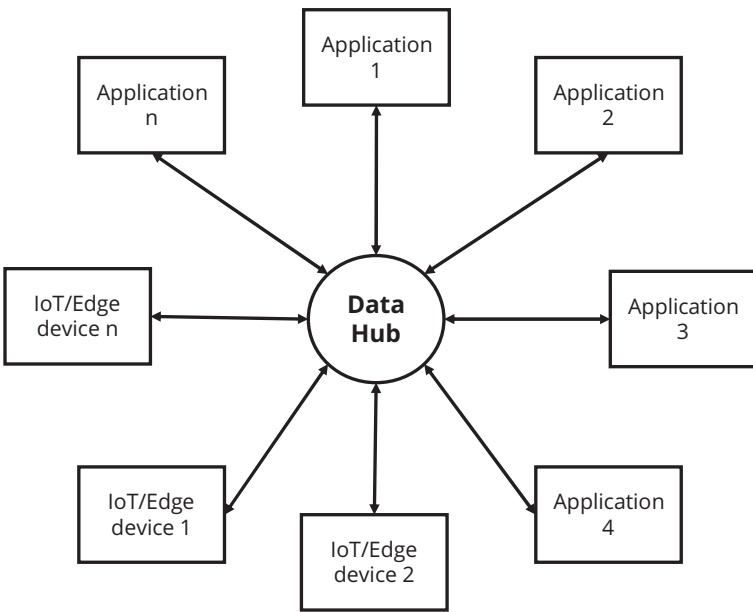 Application
1
Application
n
Application
2
IoT/Edge
device n
Data
Hub
Application
3
IoT/Edge
device 1
Application
4
IoT/Edge
device 2